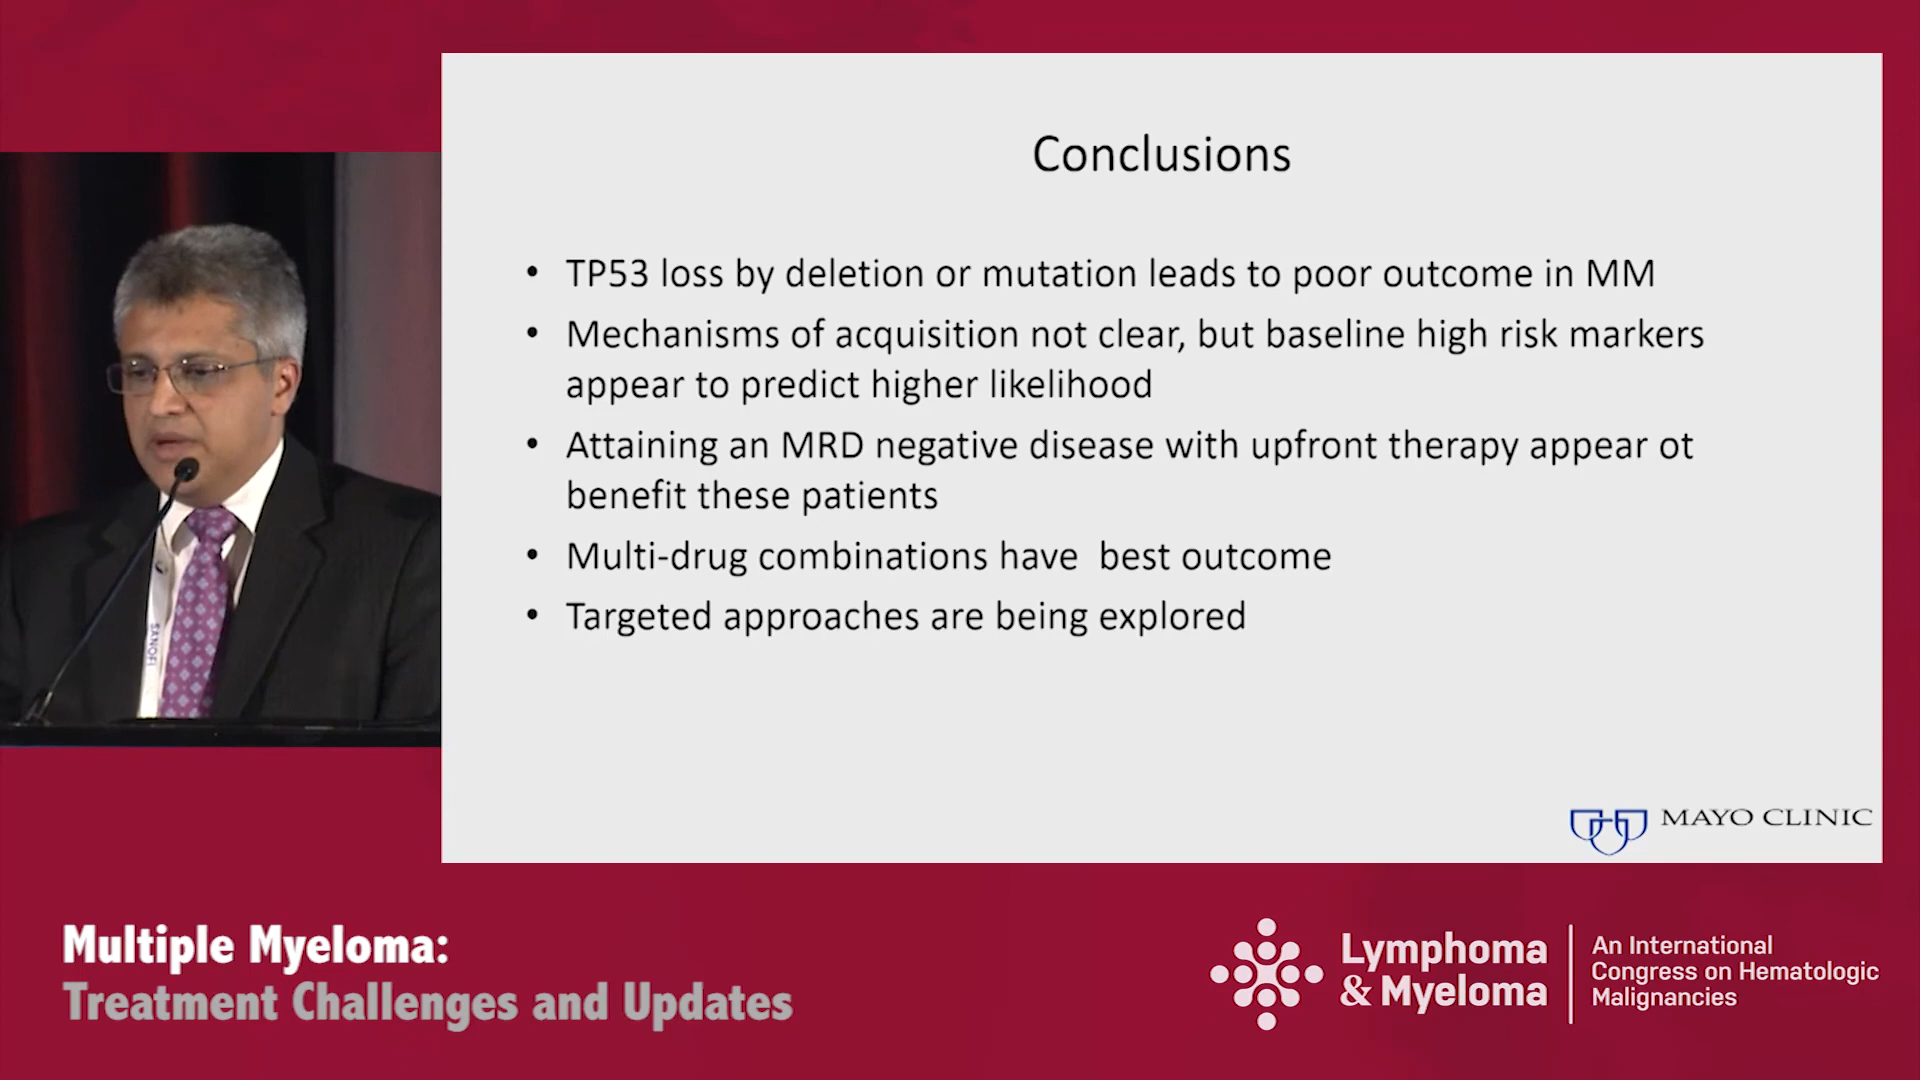 Conclusions
• TP53 loss by deletion or mutation leads to poor outcome in MM
• Mechanisms of acquisition not clear, but baseline high risk markers
appear to predict higher likelihood
• Attaining an MRD negative disease with upfront therapy appear ot
benefit these patients
• Multi-drug combinations have  best outcome
• Targeted approaches are being explored
MAYO CLINIC
SANOFI
Multiple Myeloma:
Treatment Challenges and Updates
Lymphoma
& Myeloma
An International
Congress on Hematologic
Malignancies